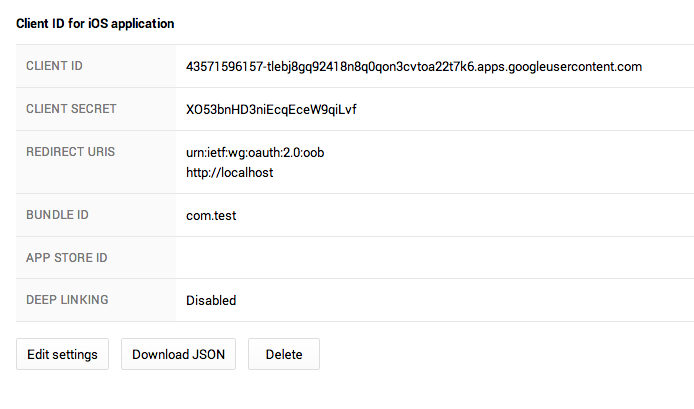 Client ID for iOS application
CLIENT ID 43571596157-tlebj8gq92418n8q0qon3cvtoa22t7k6.apps.googleusercontent.com
CLIENT SECRET XO53bnHD3niEcqEceW9qiLvf
REDIRECT URIS urn:ietf:wg:oauth:2.0:oob
http://localhost
BUNDLE ID com.test
APP STORE ID
DEEP LINKING Disabled
Edit settings Download JSON Delete